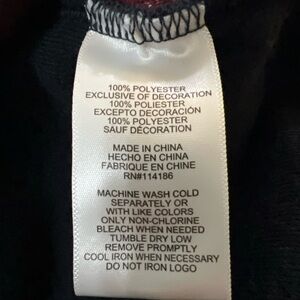 100% POLYESTER
EXCLUSIVE OF DECORATION
100% POLIESTER
EXCEPTO DECORACIÓN
100% POLYESTER
SAUF DÉCORATION
MADE IN CHINA
HECHO EN CHINA
FABRIQUE EN CHINE
RN#114186
MACHINE WASH COLD
SEPARATELY OR
WITH LIKE COLORS
ONLY NON-CHLORINE
BLEACH WHEN NEEDED
TUMBLE DRY LOW
REMOVE PROMPTLY
COOL IRON WHEN NECESSARY
DO NOT IRON LOGO